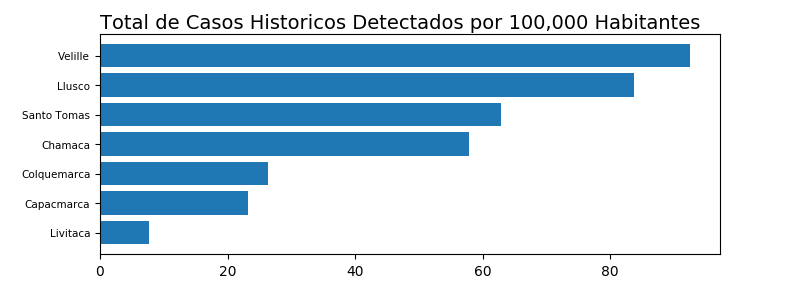 Total de Casos Historicos Detectados por 100,000 Habitantes
Velille
Llusco
Santo Tomas
Chamaca
Colquemarca
Capacmarca
Livitaca
0 20 40 60 80